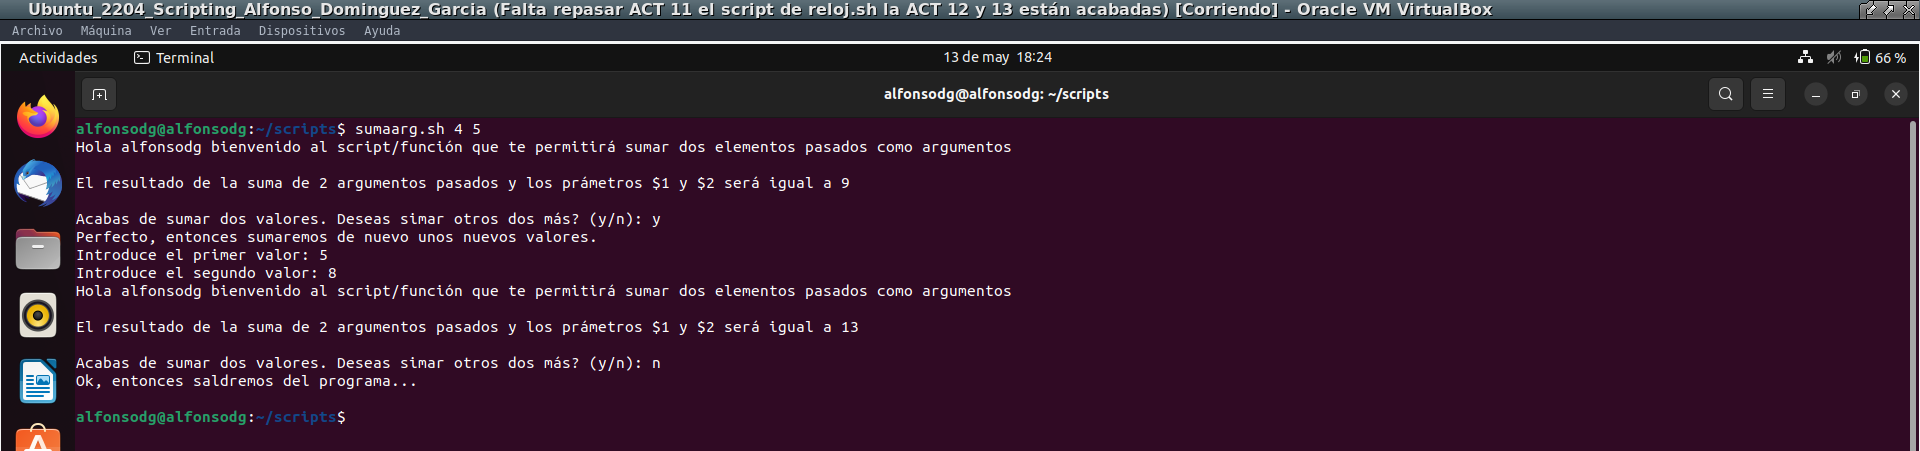 Ubuntu_2204_Scripting_Alfonso_Dominguez_Garcia (Falta repasar ACT 11 el script de reloj.sh la ACT 12 y 13 están acabadas) [Corriendo] - Oracle VM VirtualBox
Archivo Máquina Ver Entrada Dispositivos Ayuda
Actividades Terminal 13 de may 18:24 66 %
alfonsodg@alfonsodg: ~/scripts
alfonsodg@alfonsodg:~/scripts$ sumaarg.sh 4 5
Hola alfonsodg bienvenido al script/función que te permitirá sumar dos elementos pasados como argumentos
El resultado de la suma de 2 argumentos pasados y los prámetros $1 y $2 será igual a 9
Acabas de sumar dos valores. Deseas simar otros dos más? (y/n): y
Perfecto, entonces sumaremos de nuevo unos nuevos valores.
Introduce el primer valor: 5
Introduce el segundo valor: 8
Hola alfonsodg bienvenido al script/función que te permitirá sumar dos elementos pasados como argumentos
El resultado de la suma de 2 argumentos pasados y los prámetros $1 y $2 será igual a 13
Acabas de sumar dos valores. Deseas simar otros dos más? (y/n): n
Ok, entonces saldremos del programa...
alfonsodg@alfonsodg:~/scripts$